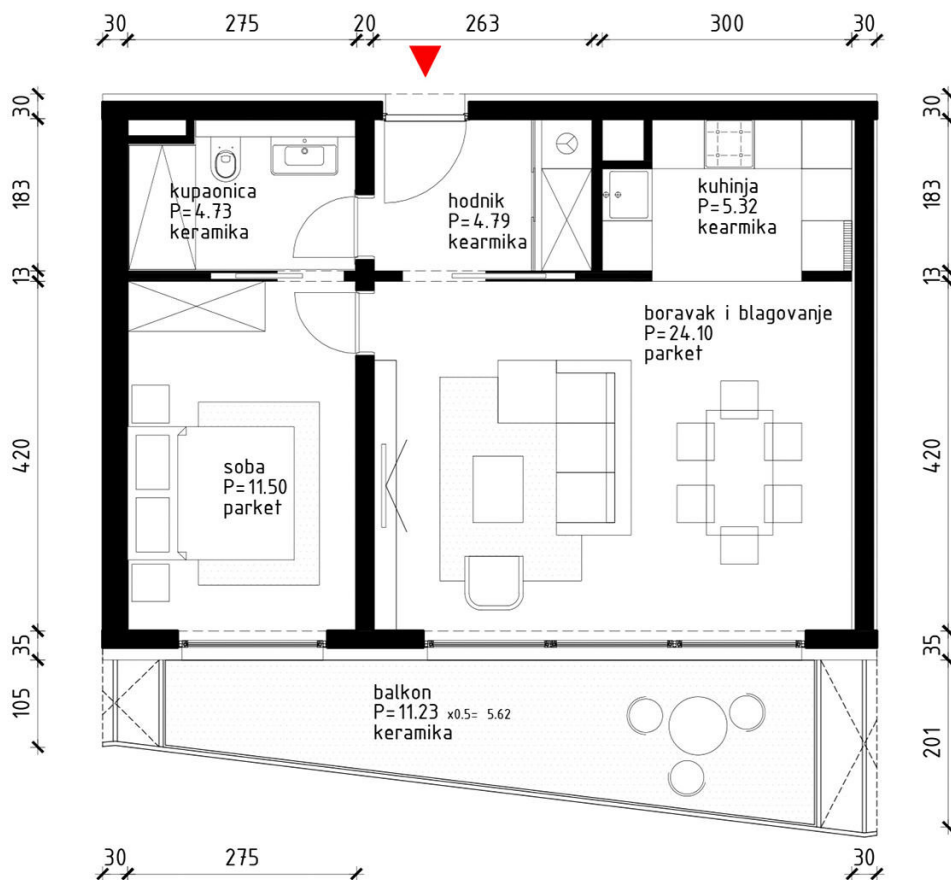 30 275 20 263 300 30
30
183
13
420
35
105
30
183
13
420
35
201
kupaonica
P=4.73
keramika
hodnik
P=4.79
kearmika
kuhinja
P=5.32
kearmika
boravak i blagovanje
P=24.10
parket
soba
P=11.50
parket
balkon
P=11.23 x0.5= 5.62
keramika
30 275 30